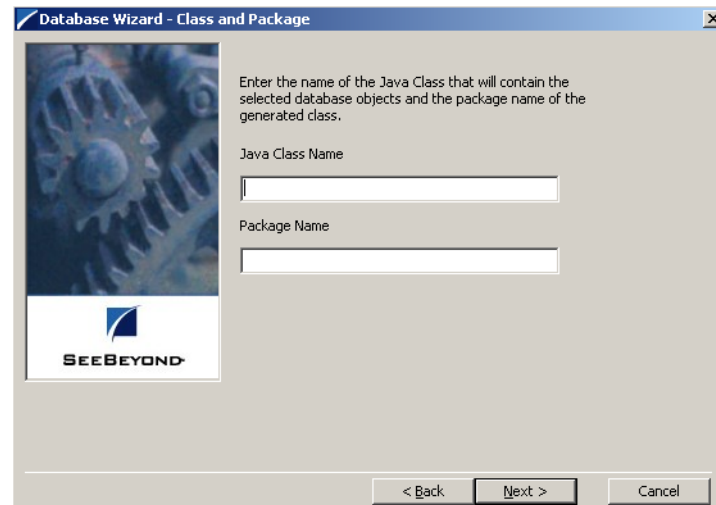 Database Wizard - Class and Package
Enter the name of the Java Class that will contain the
selected database objects and the package name of the
generated class.
Java Class Name
Package Name
SEEBEYOND
< Back
Next >
Cancel